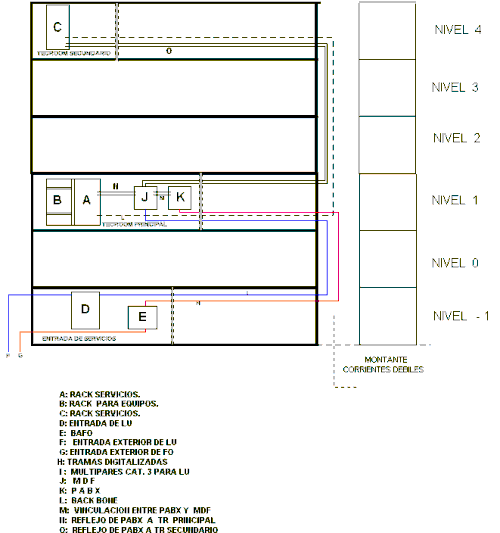 C
NIVEL 4
TECROOM SECUNDARIO
O
NIVEL 3
NIVEL 2
N
B
A
J
M
K
NIVEL 1
L
TECROOM PRINCIPAL
NIVEL 0
I
H
D
E
NIVEL -1
ENTRADA DE SERVICIOS
F
G
MONTANTE
CORRIENTES DEBILES
A: RACK SERVICIOS.
B: RACK PARA EQUIPOS.
C: RACK SERVICIOS.
D: ENTRADA DE LU
E: BAFO
F: ENTRADA EXTERIOR DE LU
G: ENTRADA EXTERIOR DE FO
H: TRAMAS DIGITALIZADAS
I: MULTIPARES CAT. 3 PARA LU
J: M D F
K: P A B X
L: BACK BONE
M: VINCULACION ENTRE PABX Y MDF
N: REFLEJO DE PABX A TR PRINCIPAL
O: REFLEJO DE PABX A TR SECUNDARIO